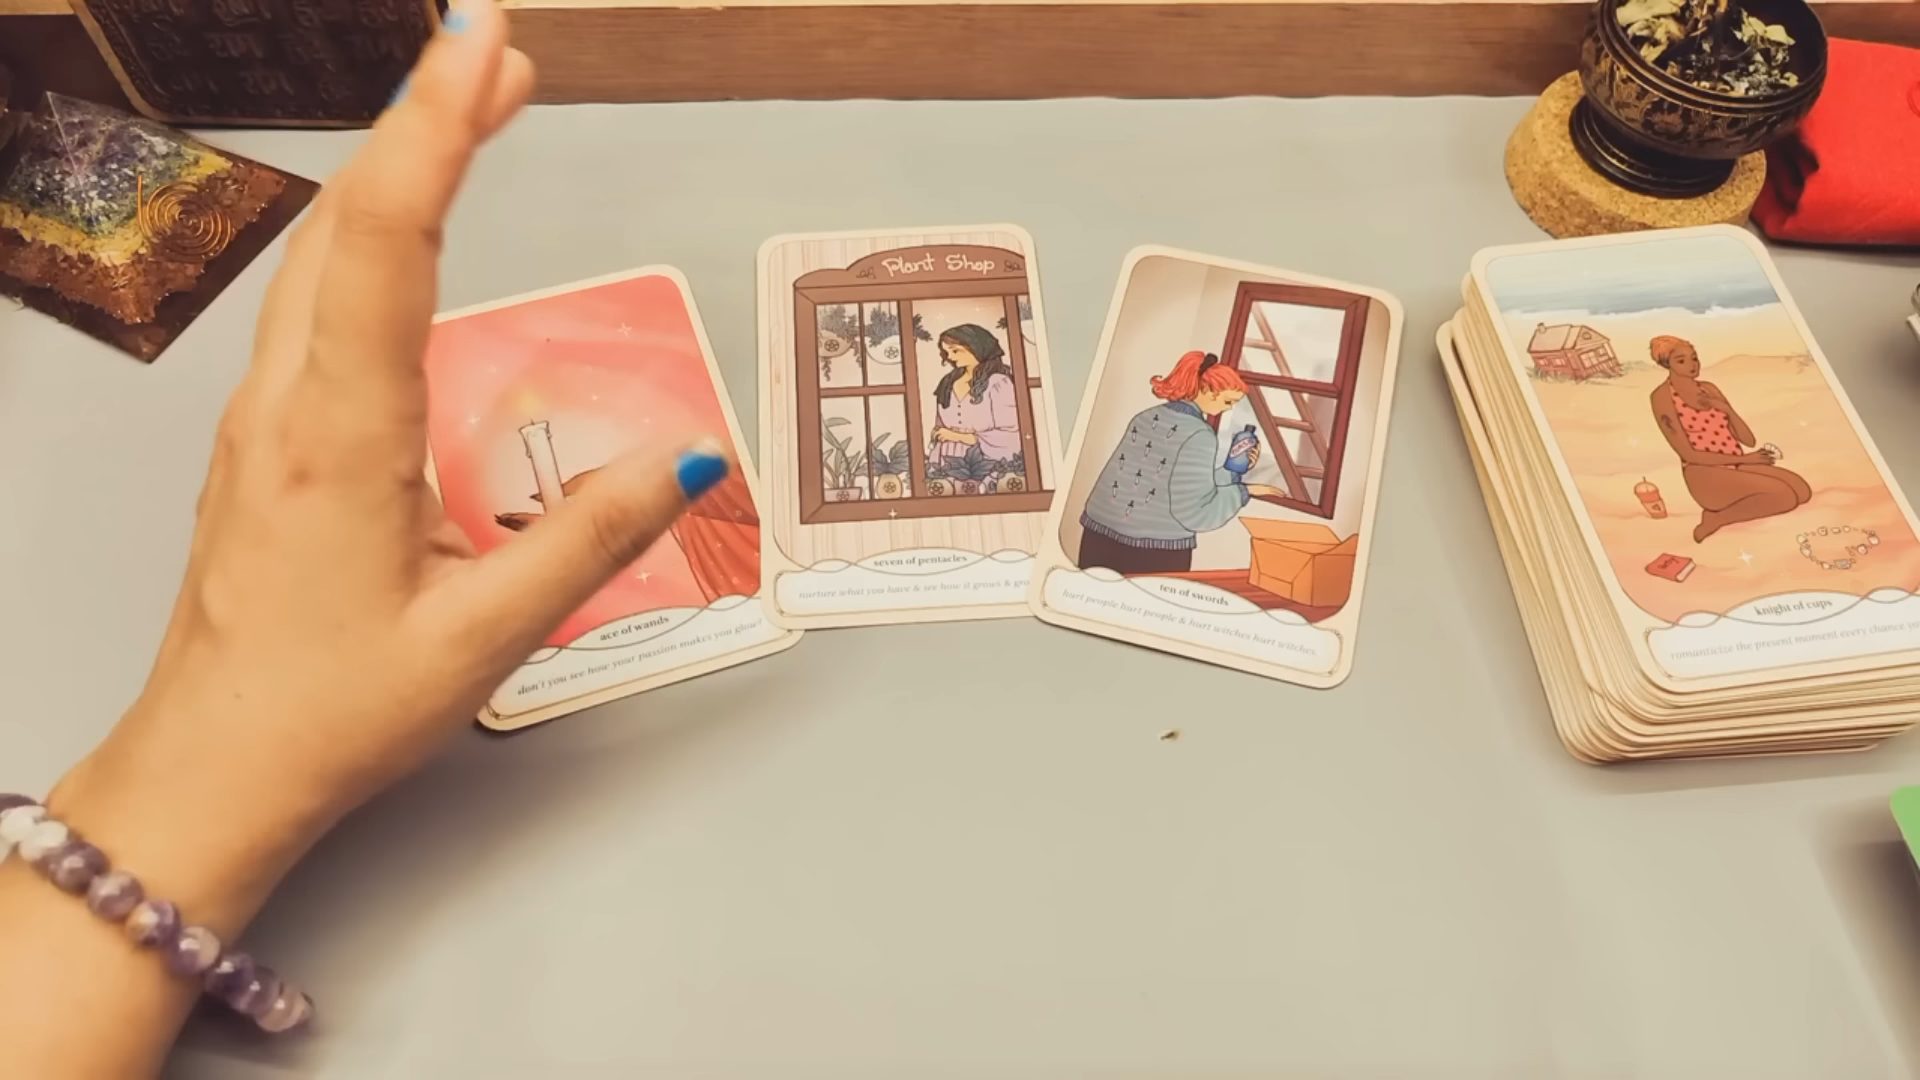 Plant Shop
ace of wands
don't you see how your passion makes you glow?
seven of pentacles
nurture what you have & see how it grows &
ten of swords
hurt people hurt people & hurt witches hurt witches.
knight of cups
romanticize the present moment every chance